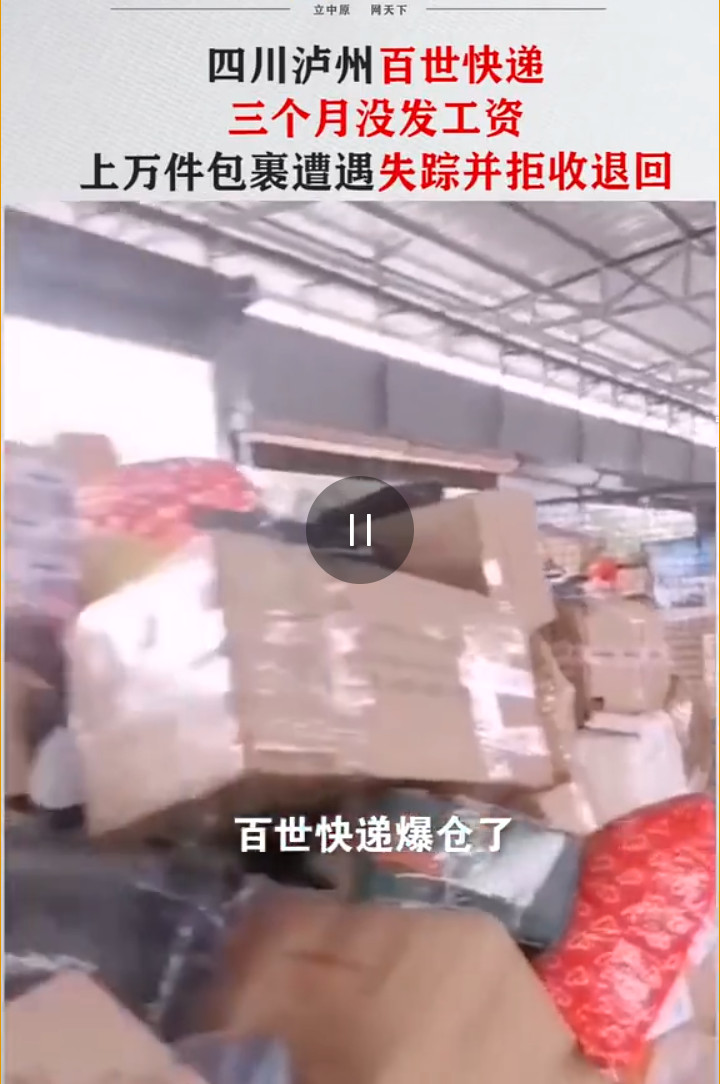 立中原 网天下
四川泸州百世快递
三个月没发工资
上万件包裹遭遇失踪并拒收退回
百世快递爆仓了